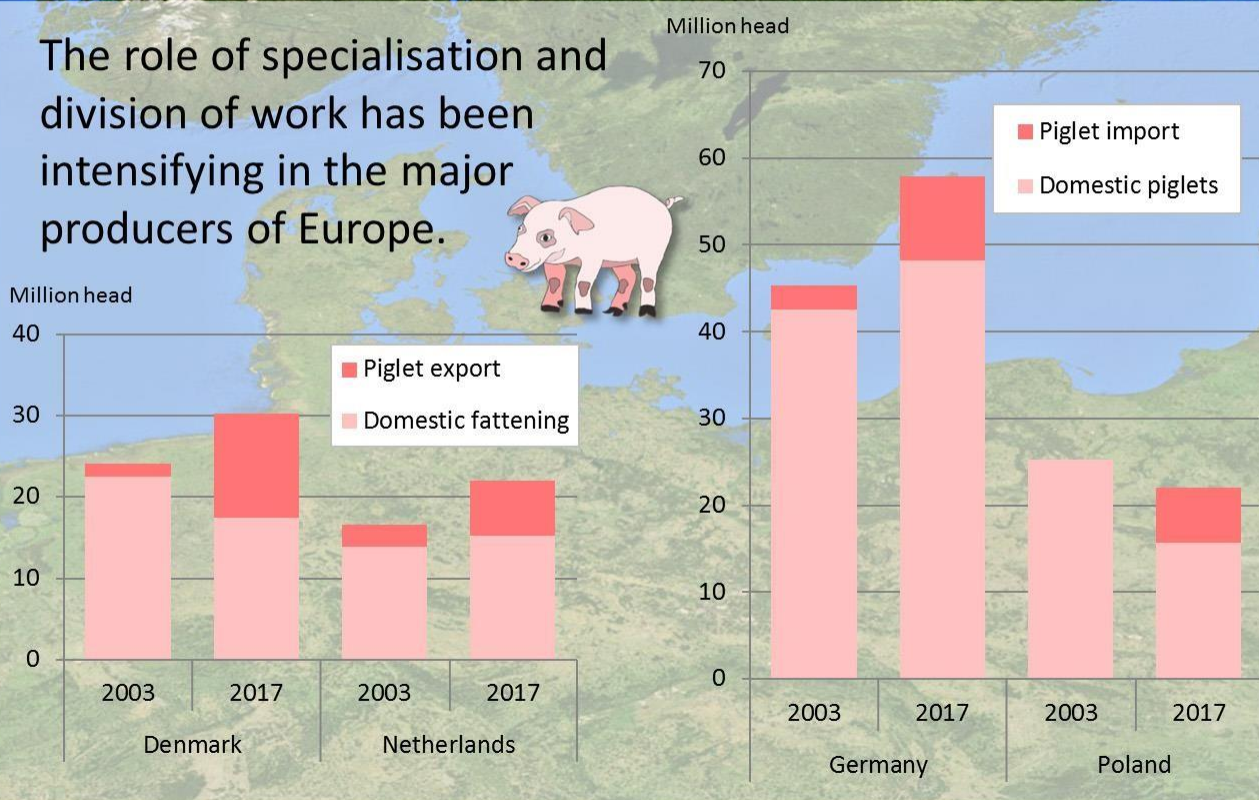 The role of specialisation and
division of work has been
intensifying in the major
producers of Europe.
Million head
40
30
20
10
0
Piglet export
Domestic fattening
2003
2017
2003
2017
Denmark
Netherlands
Million head
70
60
50
40
30
20
10
0
Piglet import
Domestic piglets
2003
2017
2003
2017
Germany
Poland